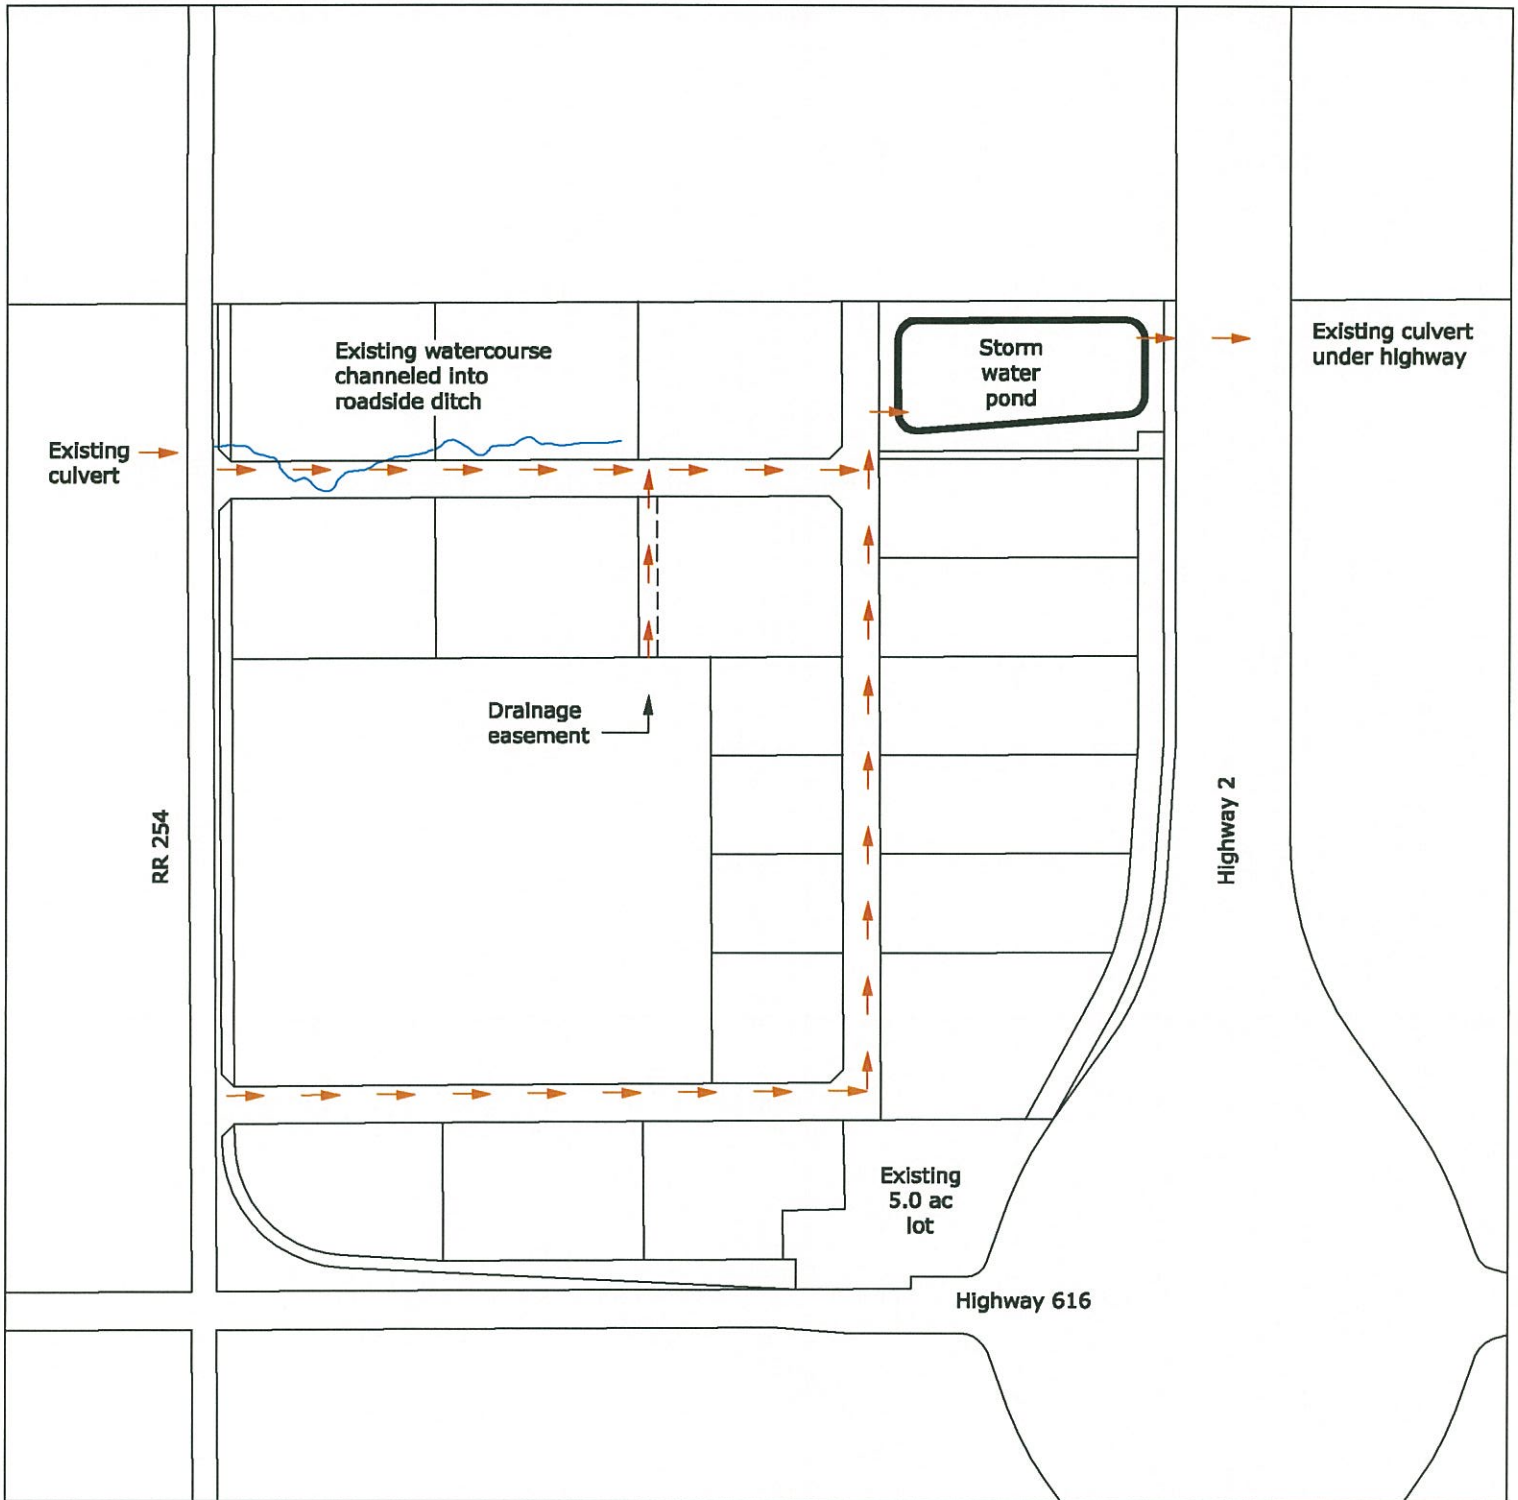 Existing watercourse
channeled into
roadside ditch
Storm
water
pond
Existing culvert
under highway
Existing
culvert
Drainage
easement
RR 254
Highway 2
Existing
5.0 ac
lot
Highway 616